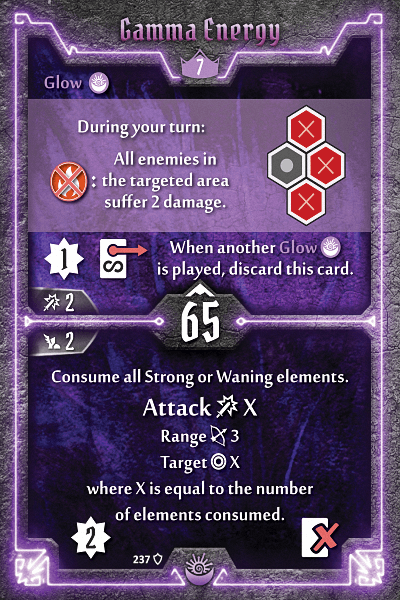 Gamma Energy
7
Glow
During your turn:
: All enemies in
the targeted area
suffer 2 damage.
1
When another Glow
is played, discard this card.
2
65
2
Consume all Strong or Waning elements.
Attack X
Range 3
Target X
where X is equal to the number
of elements consumed.
2
237